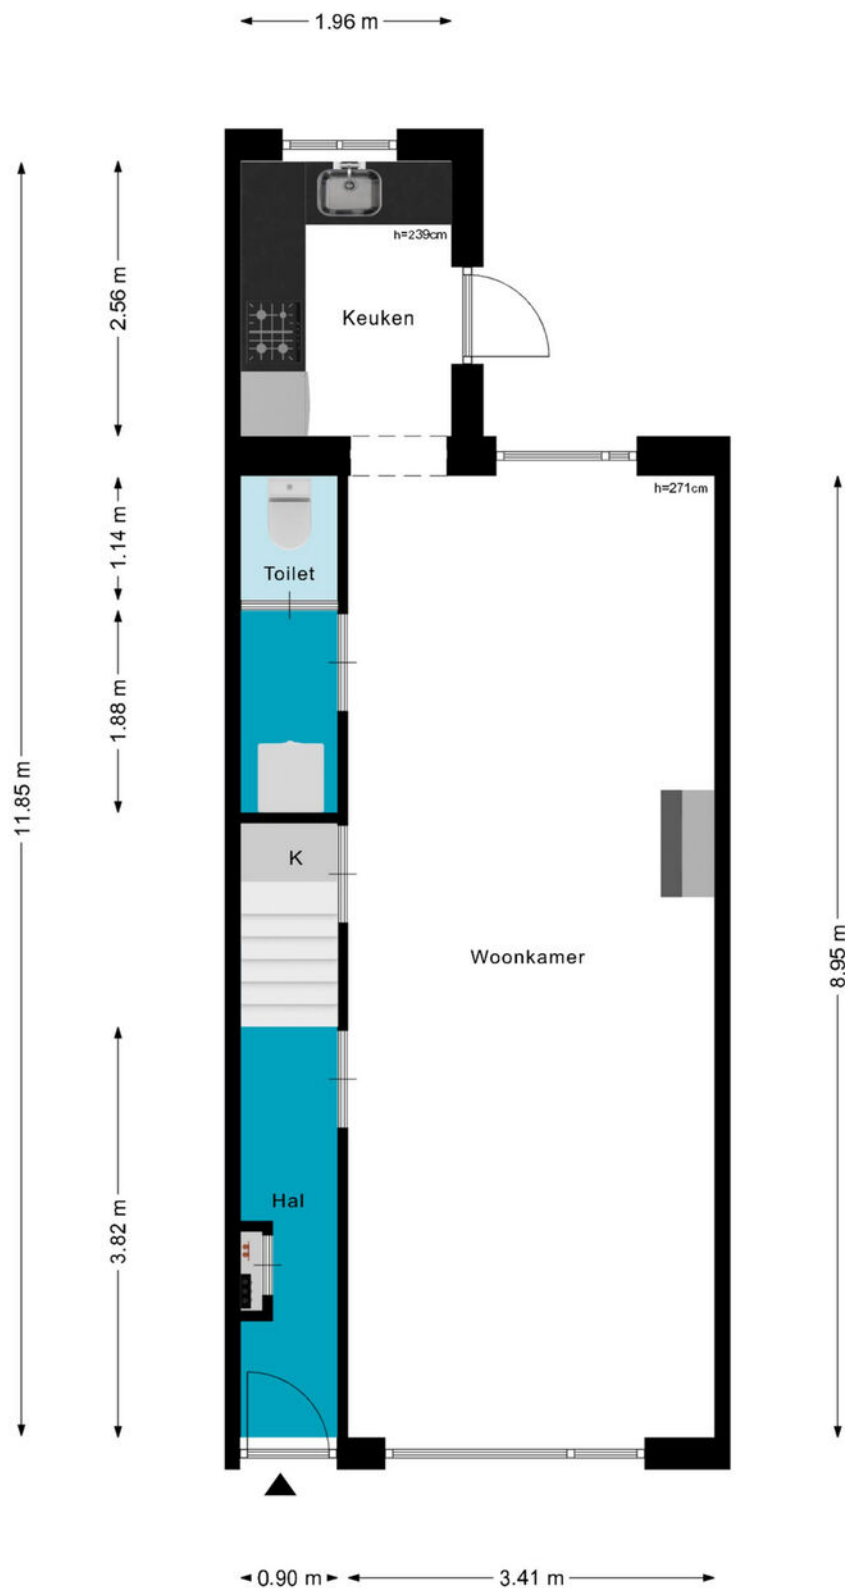 1.96 m
h=239cm
Keuken
2.56 m
h=271cm
1.14 m
Toilet
1.88 m
11.85 m
K
Woonkamer
8.95 m
Hal
3.82 m
0.90 m
3.41 m